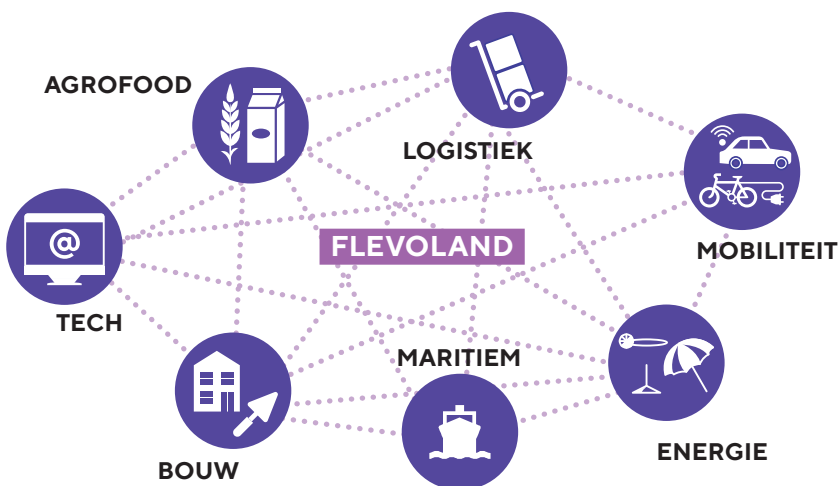 AGROFOOD
LOGISTIEK
MOBILITEIT
@
FLEVOLAND
TECH
MARITIEM
BOUW
ENERGIE